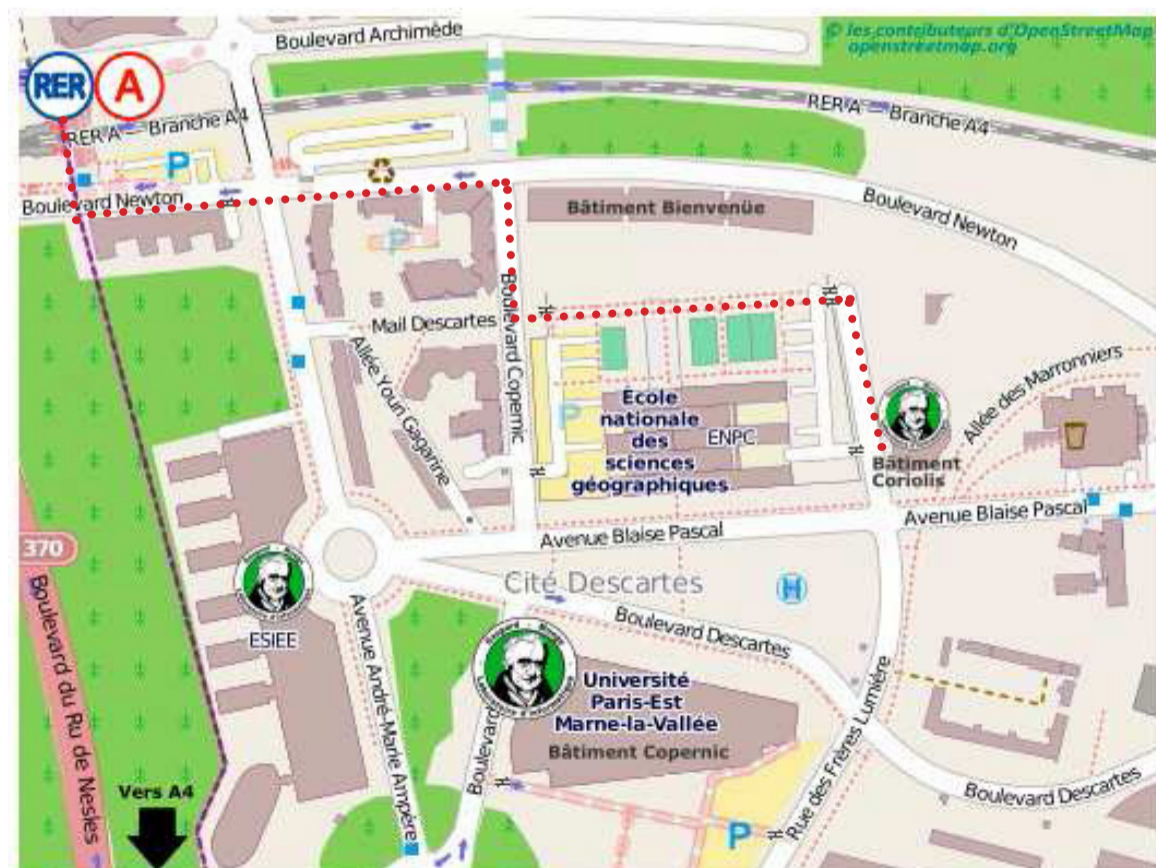 © les contributeurs d'OpenStreetMap
openstreetmap.org
Boulevard Archimède
RER
A
RER A — Branche A4
RER A — Branche A4
P
Boulevard Newton
Bâtiment Bienvenüe
Boulevard Newton
P
Boulevard Copernic
Mail Descartes
Allée Youri Gagarine
Allée des Marronniers
P
École
nationale
des
sciences
géographiques
ENPC
Bâtiment
Coriolis
Avenue Blaise Pascal
Avenue Blaise Pascal
370
Cité Descartes
H
ESIEE
Boulevard Descartes
Boulevard du Ru de Nesles
Avenue André-Marie Ampère
Université
Paris-Est
Marne-la-Vallée
Bâtiment Copernic
Boulevard
Rue des Frères Lumière
Boulevard Descartes
Vers A4
P